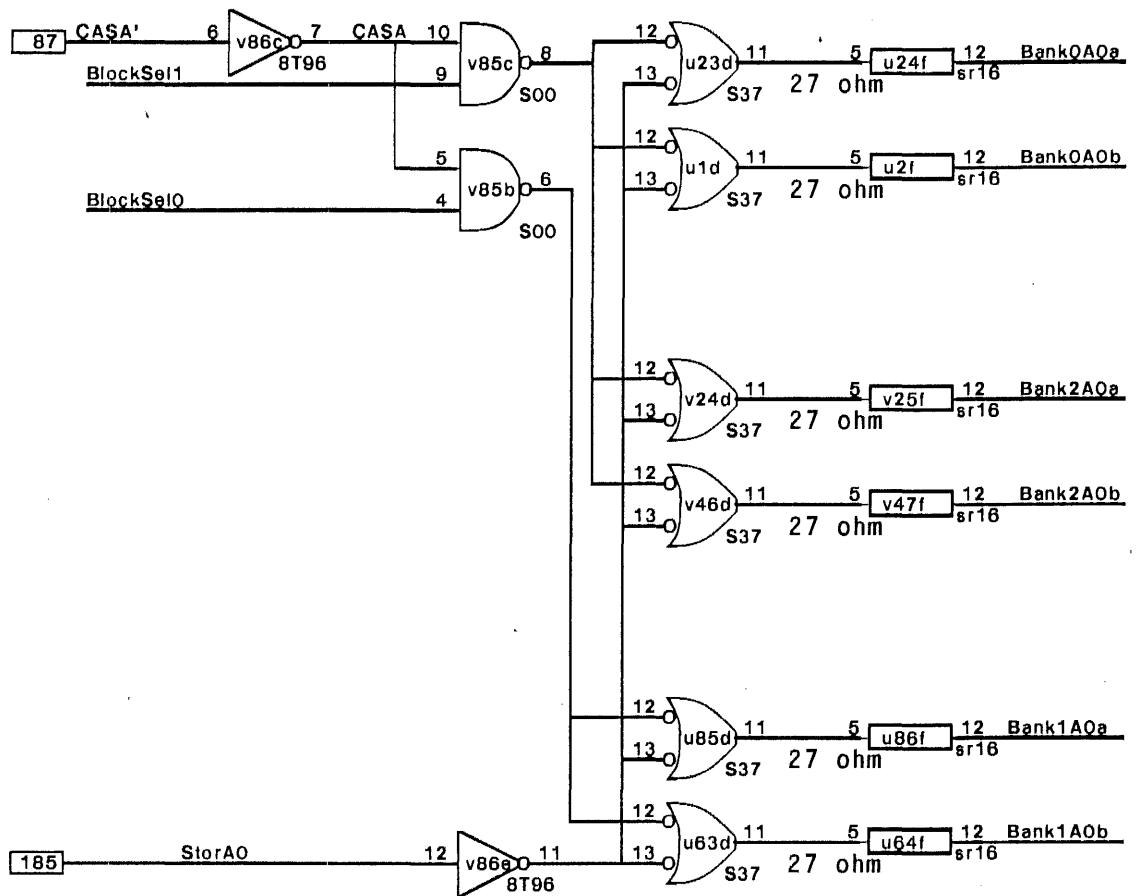 87 CASA' 6 v86c 7 CASA 10
8T96
BlockSel1 9
v85c 8
S00
12 13 u23d 11 5 u24f 12 Bank0A0a
S37 27 ohm sr16
5
BlockSel0 4
v85b 6
S00
12 13 u1d 11 5 u2f 12 Bank0A0b
S37 27 ohm sr16
12 13 v24d 11 5 v25f 12 Bank2A0a
S37 27 ohm sr16
12 13 v46d 11 5 v47f 12 Bank2A0b
S37 27 ohm sr16
12 13 u85d 11 5 u86f 12 Bank1A0a
S37 27 ohm sr16
12 13 u63d 11 5 u64f 12 Bank1A0b
S37 27 ohm sr16
185 StorA0 12 v86e 11
8T96